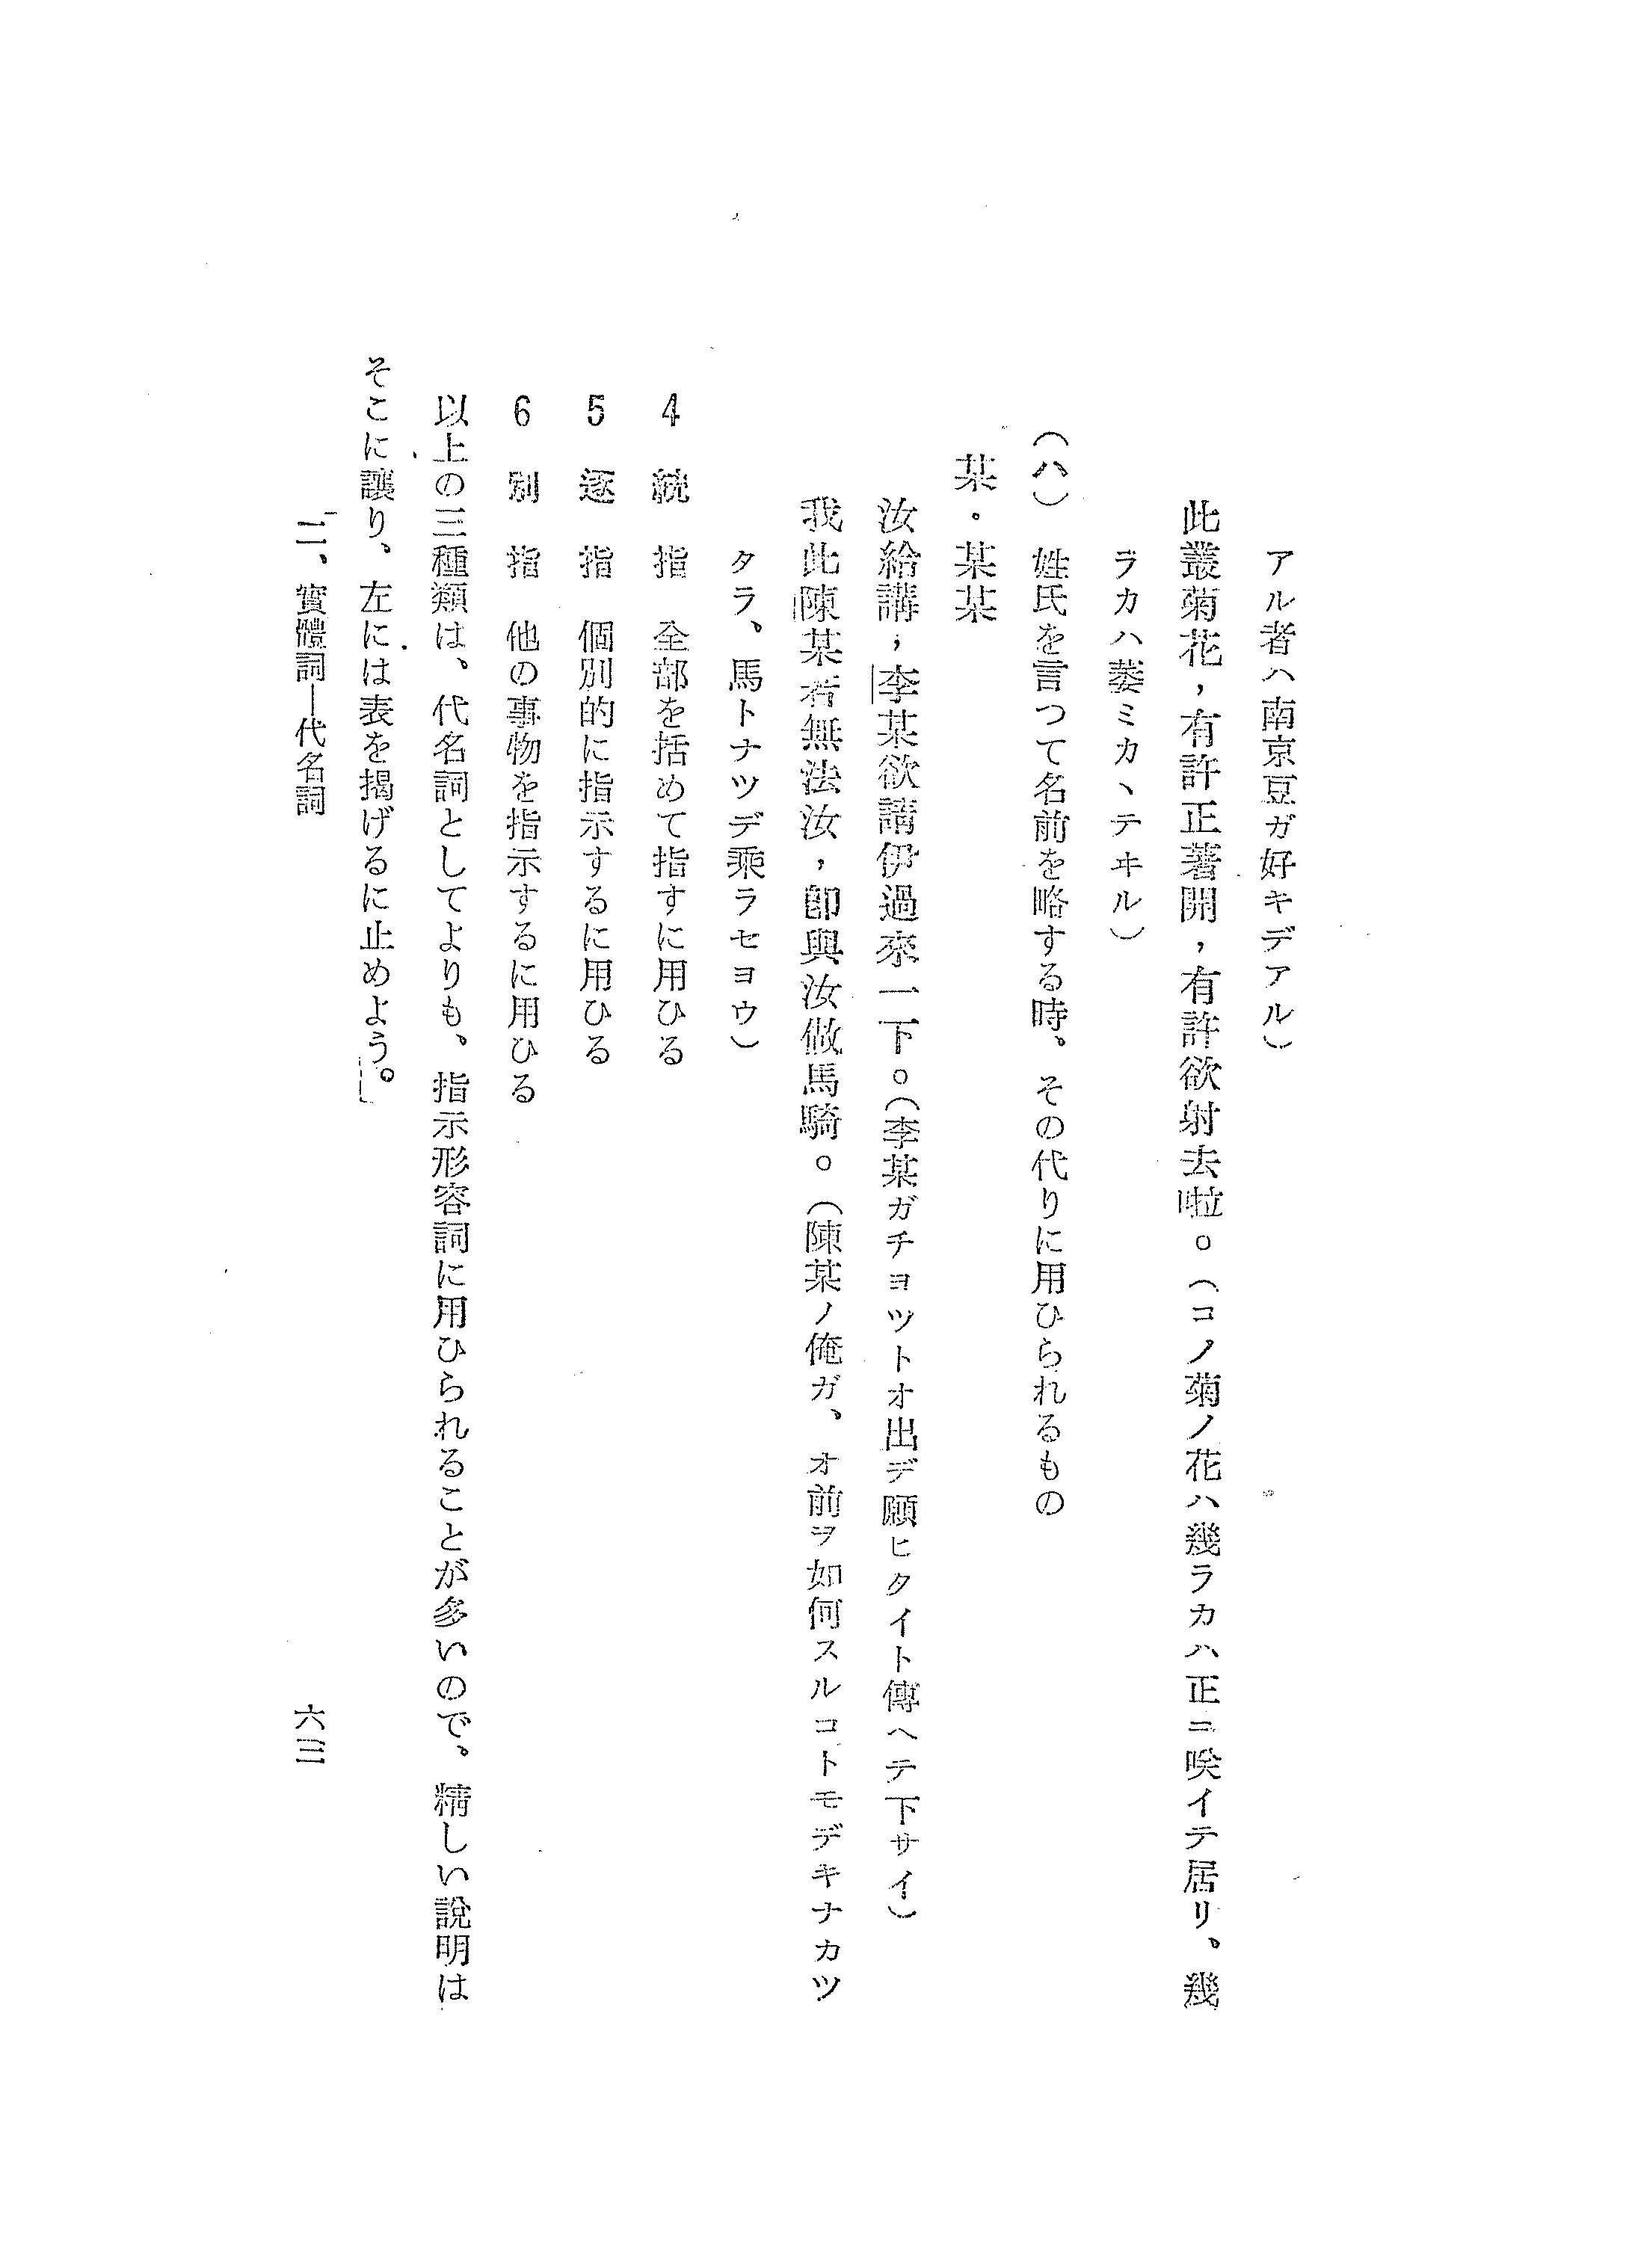 アル者ハ南京豆ガ好キデアル）
此叢菊花，有許正著開，有許欲射去啦。（コノ菊ノ花ハ幾ラカハ正ニ咲イテ居リ、幾
ラカハ萎ミカヽテヰル）
（ハ） 姓氏を言つて名前を略する時、その代りに用ひられるもの
某・某某
汝給講，李某欲請伊過來一下。（李某ガチヨツトオ出デ願ヒタイト傳ヘテ下サイ）
我此陳某若無法汝，卽與汝做馬騎。（陳某ノ俺ガ、オ前ヲ如何スルコトモデキナカツ
タラ、馬トナツデ乘ラセヨウ）
4 統 指 全部を括めて指すに用ひる
5 逐 指 個別的に指示するに用ひる
6 別 指 他の事物を指示するに用ひる
以上の三種類は、代名詞としてよりも、指示形容詞に用ひられることが多いので、精しい說明は
そこに讓り、左には表を揭げるに止めよう。
二、實體詞―代名詞
六三